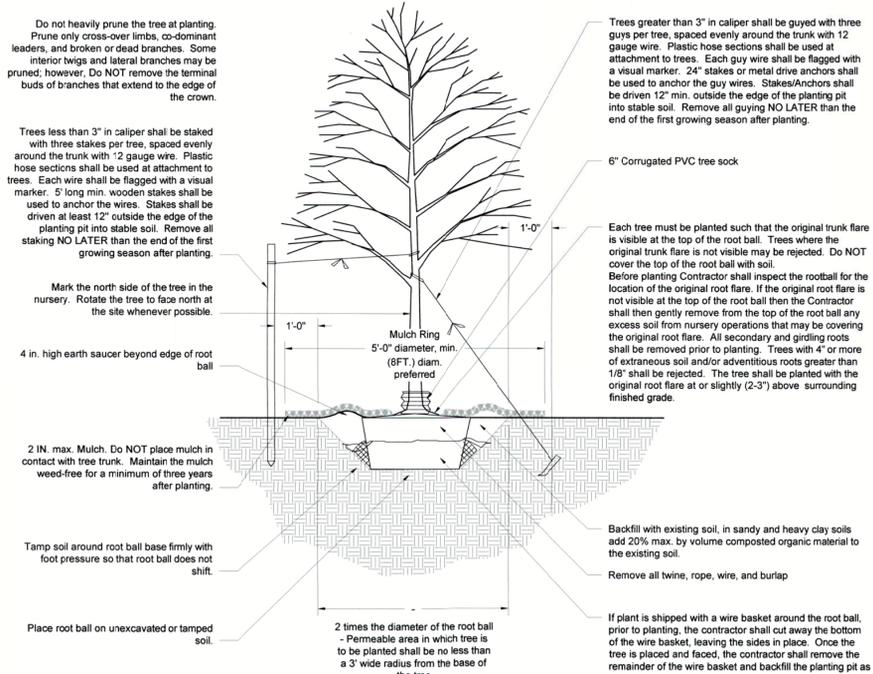 Do not heavily prune the tree at planting.
Prune only cross-over limbs, co-dominant
leaders, and broken or dead branches. Some
interior twigs and lateral branches may be
pruned; however, Do NOT remove the terminal
buds of branches that extend to the edge of
the crown.
Trees less than 3" in caliper shall be staked
with three stakes per tree, spaced evenly
around the trunk with 12 gauge wire. Plastic
hose sections shall be used at attachment to
trees. Each wire shall be flagged with a visual
marker. 5' long min. wooden stakes shall be
used to anchor the wires. Stakes shall be
driven at least 12" outside the edge of the
planting pit into stable soil. Remove all
staking NO LATER than the end of the first
growing season after planting.
Mark the north side of the tree in the
nursery. Rotate the tree to face north at
the site whenever possible.
4 in. high earth saucer beyond edge of root
ball
2 IN. max. Mulch. Do NOT place mulch in
contact with tree trunk. Maintain the mulch
weed-free for a minimum of three years
after planting.
Tamp soil around root ball base firmly with
foot pressure so that root ball does not
shift.
Place root ball on unexcavated or tamped
soil.
1'-0"
Mulch Ring
5'-0" diameter, min.
(8FT.) diam.
preferred
1'-0"
2 times the diameter of the root ball
- Permeable area in which tree is
to be planted shall be no less than
a 3' wide radius from the base of
the tree
Trees greater than 3" in caliper shall be guyed with three
guys per tree, spaced evenly around the trunk with 12
gauge wire. Plastic hose sections shall be used at
attachment to trees. Each guy wire shall be flagged with
a visual marker. 24" stakes or metal drive anchors shall
be used to anchor the guy wires. Stakes/Anchors shall
be driven 12" min. outside the edge of the planting pit
into stable soil. Remove all guying NO LATER than the
end of the first growing season after planting.
6" Corrugated PVC tree sock
Each tree must be planted such that the original trunk flare
is visible at the top of the root ball. Trees where the
original trunk flare is not visible may be rejected. Do NOT
cover the top of the root ball with soil.
Before planting Contractor shall inspect the rootball for the
location of the original root flare. If the original root flare is
not visible at the top of the root ball then the Contractor
shall then gently remove from the top of the root ball any
excess soil from nursery operations that may be covering
the original root flare. All secondary and girdling roots
shall be removed prior to planting. Trees with 4" or more
of extraneous soil and/or adventitious roots greater than
1/8" shall be rejected. The tree shall be planted with the
original root flare at or slightly (2-3") above surrounding
finished grade.
Backfill with existing soil, in sandy and heavy clay soils
add 20% max. by volume composted organic material to
the existing soil.
Remove all twine, rope, wire, and burlap
If plant is shipped with a wire basket around the root ball,
prior to planting, the contractor shall cut away the bottom
of the wire basket, leaving the sides in place. Once the
tree is placed and faced, the contractor shall remove the
remainder of the wire basket and backfill the planting pit as